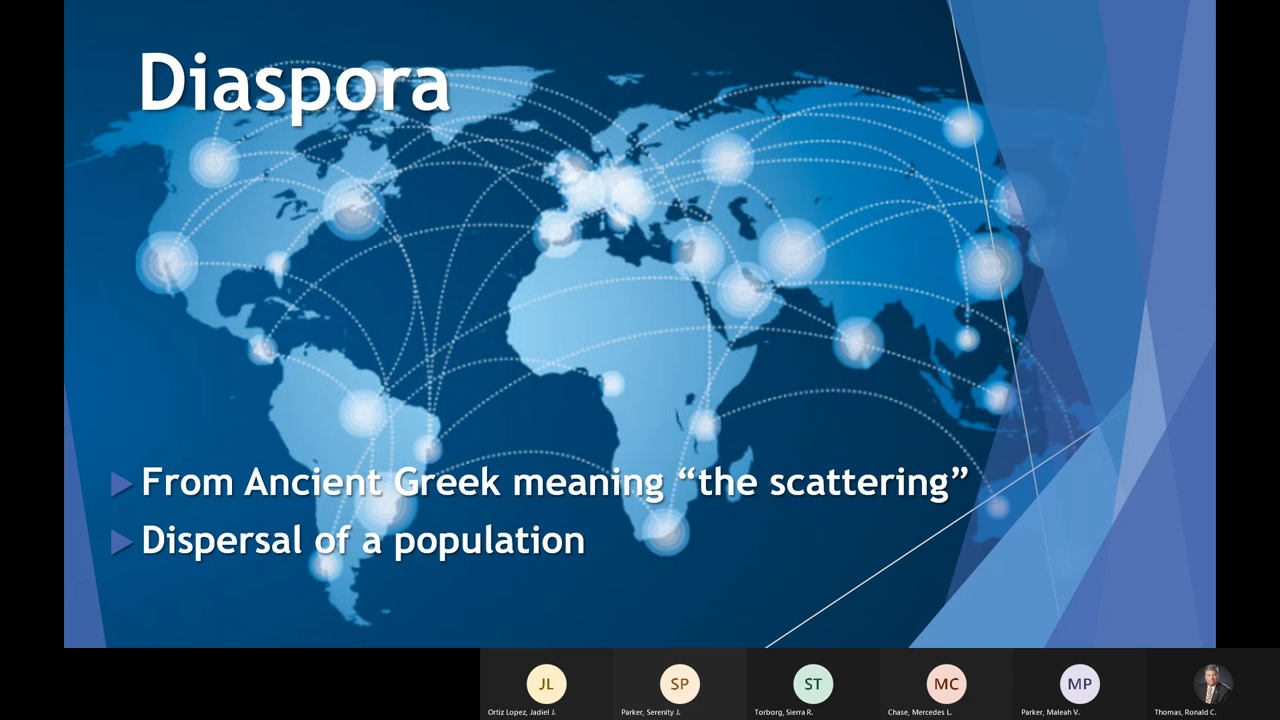 Diaspora
From Ancient Greek meaning “the scattering”
Dispersal of a population
JL
SP
ST
MC
MP
Ortiz Lopez, Jadiel J.
Parker, Serenity J.
Torborg, Sierra R.
Chase, Mercedes L.
Parker, Maleah V.
Thomas, Ronald C.